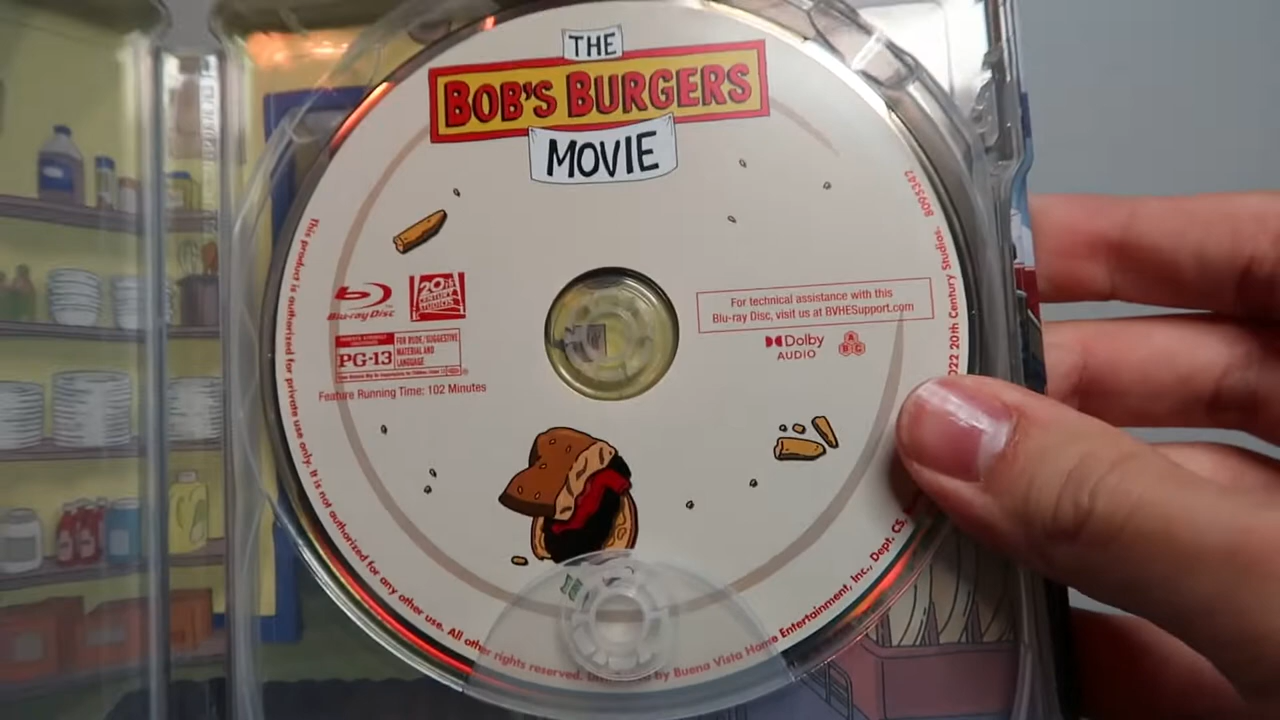 THE
BOB'S BURGERS
MOVIE
Blu-ray Disc
TM
20TH
CENTURY
STUDIOS
PG-13
FOR RUDE/SUGGESTIVE
MATERIAL AND
LANGUAGE
Feature Running Time: 102 Minutes
For technical assistance with this
Blu-ray Disc, visit us at BVHESupport.com
Dolby
AUDIO
A
B C
This product is authorized for private use only. It is not authorized for any other use. All other rights reserved. by Buena Vista Home Entertainment, Inc., Dept. CS, 022 20th Century Studios. 8095342